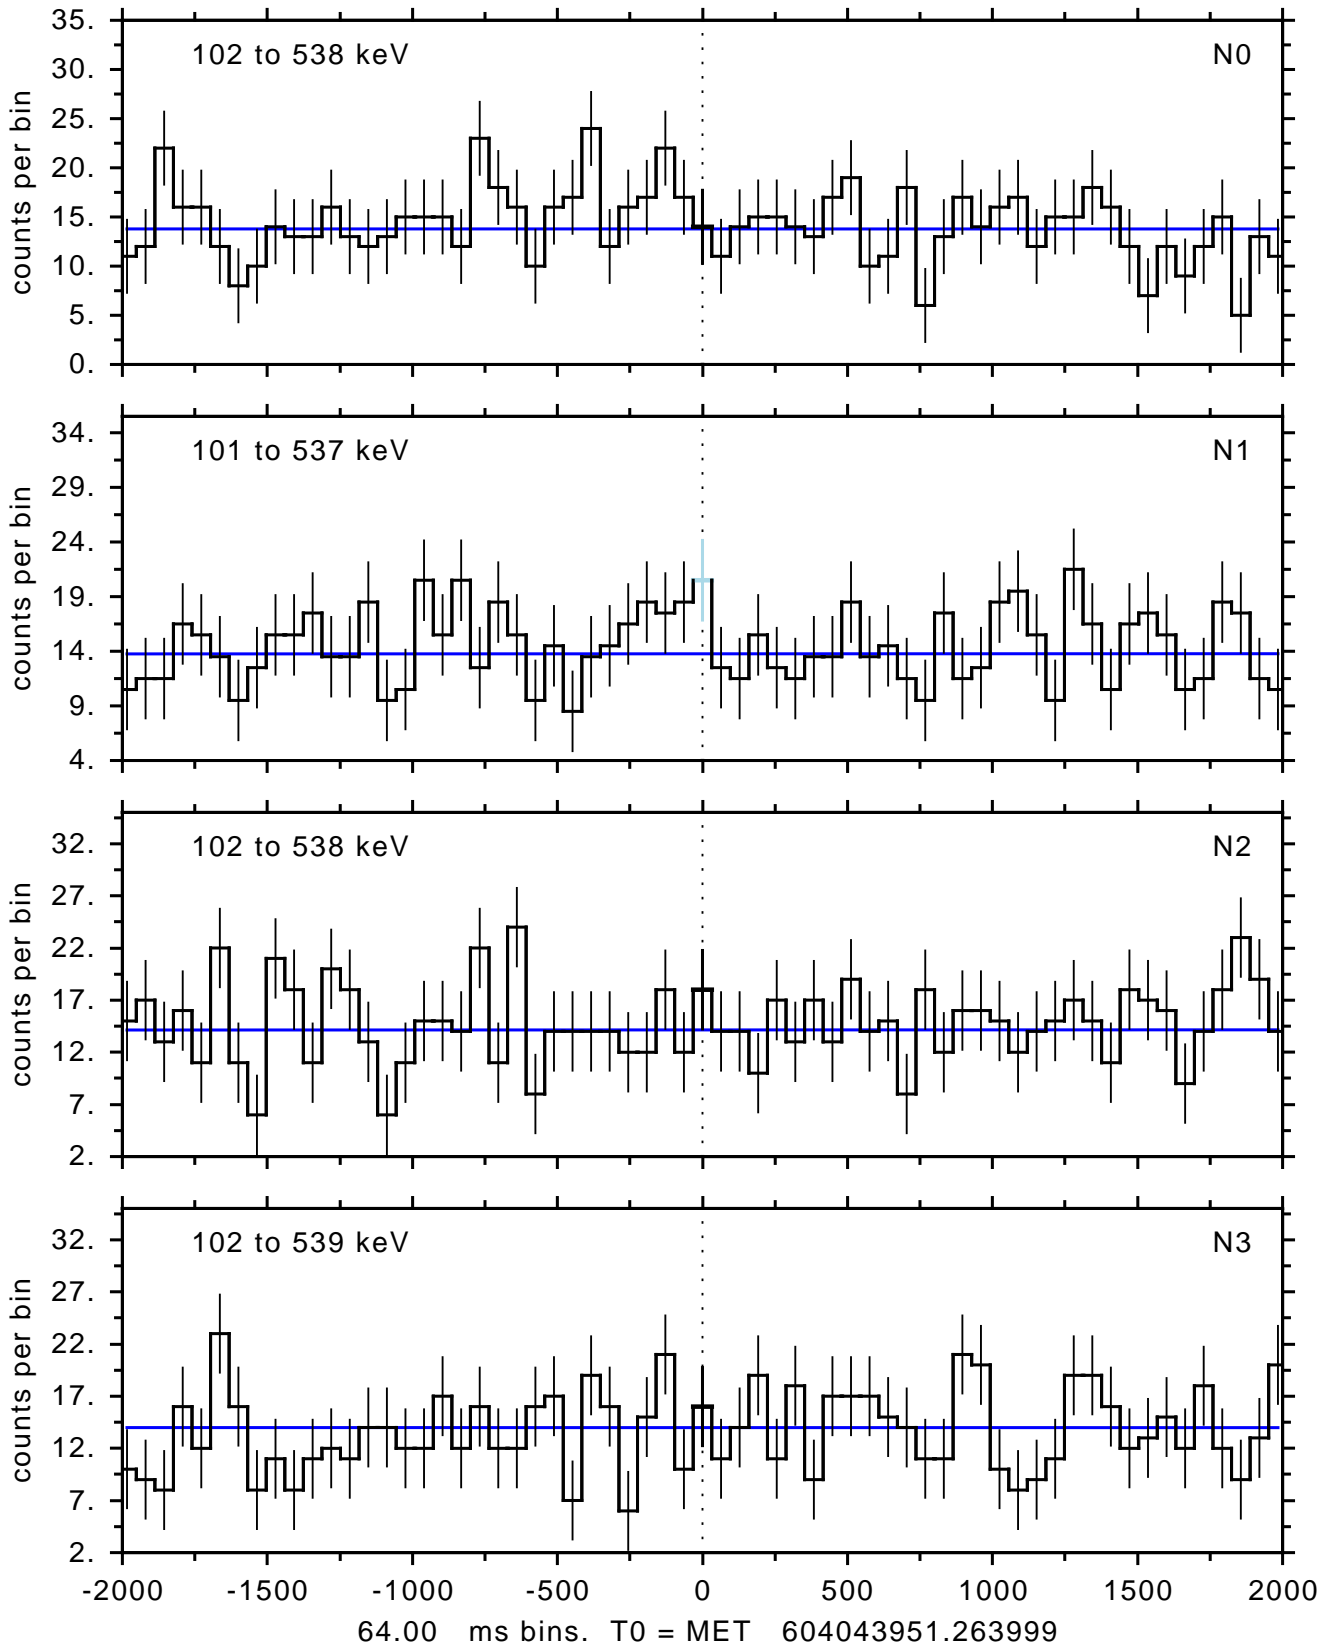 35.
30.
25.
20.
15.
10.
5.
0.
counts per bin
102 to 538 keV N0
34.
29.
24.
19.
14.
9.
4.
counts per bin
101 to 537 keV N1
32.
27.
22.
17.
12.
7.
2.
counts per bin
102 to 538 keV N2
32.
27.
22.
17.
12.
7.
2.
counts per bin
102 to 539 keV N3
-2000 -1500 -1000 -500 0 500 1000 1500 2000
64.00 ms bins. T0 = MET 604043951.263999